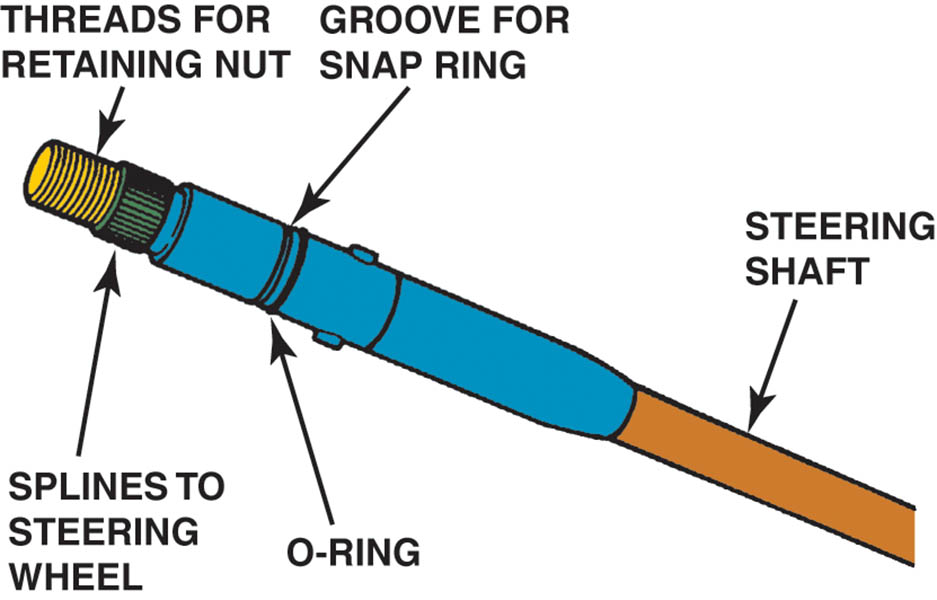 THREADS FOR
RETAINING NUT
GROOVE FOR
SNAP RING
STEERING
SHAFT
SPLINES TO
STEERING
WHEEL
O-RING